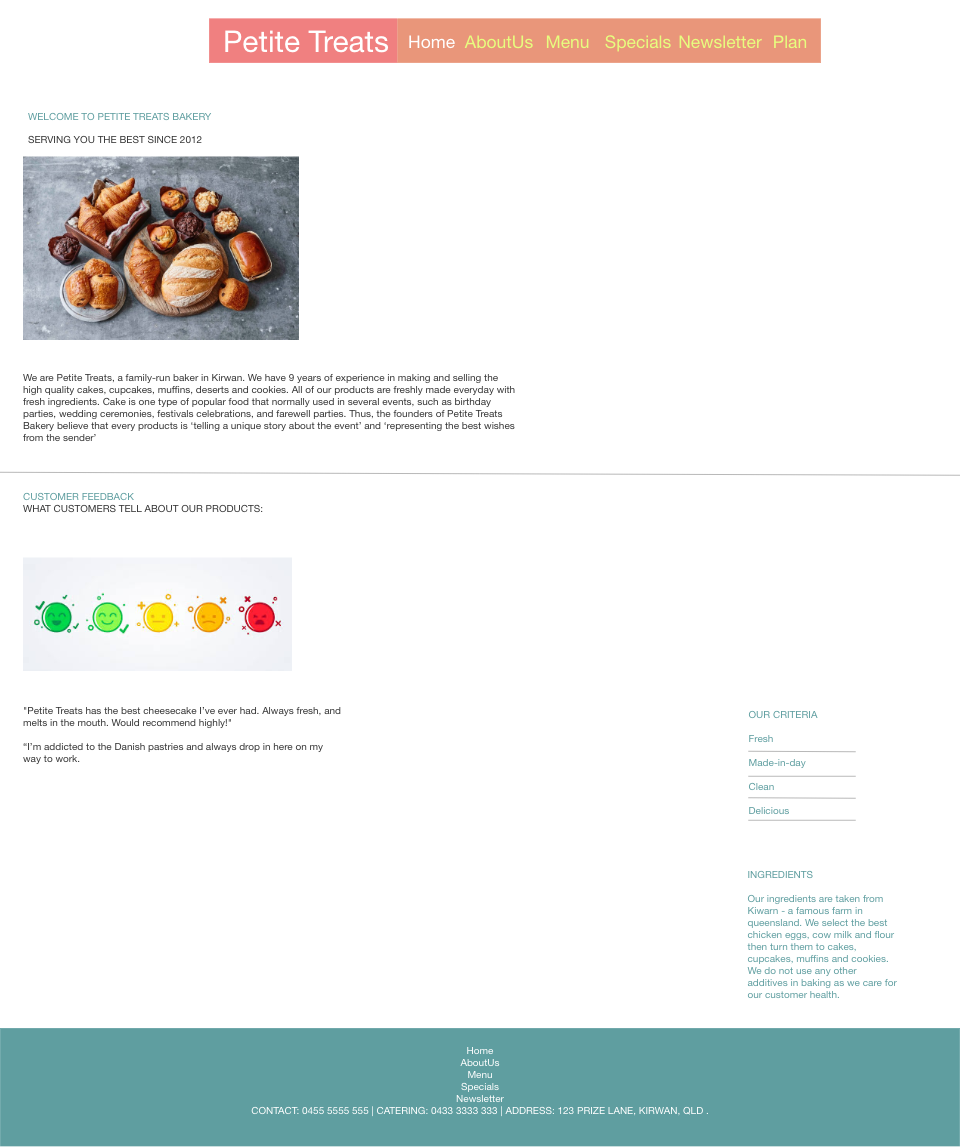 Petite Treats
Home AboutUs Menu Specials Newsletter Plan
WELCOME TO PETITE TREATS BAKERY
SERVING YOU THE BEST SINCE 2012
We are Petite Treats, a family-run baker in Kirwan. We have 9 years of experience in making and selling the
high quality cakes, cupcakes, muffins, deserts and cookies. All of our products are freshly made everyday with
fresh ingredients. Cake is one type of popular food that normally used in several events, such as birthday
parties, wedding ceremonies, festivals celebrations, and farewell parties. Thus, the founders of Petite Treats
Bakery believe that every products is ‘telling a unique story about the event’ and ‘representing the best wishes
from the sender’
CUSTOMER FEEDBACK
WHAT CUSTOMERS TELL ABOUT OUR PRODUCTS:
"Petite Treats has the best cheesecake I’ve ever had. Always fresh, and
melts in the mouth. Would recommend highly!"
“I’m addicted to the Danish pastries and always drop in here on my
way to work.
OUR CRITERIA
Fresh
Made-in-day
Clean
Delicious
INGREDIENTS
Our ingredients are taken from
Kiwarn - a famous farm in
queensland. We select the best
chicken eggs, cow milk and flour
then turn them to cakes,
cupcakes, muffins and cookies.
We do not use any other
additives in baking as we care for
our customer health.
Home
AboutUs
Menu
Specials
Newsletter
CONTACT: 0455 5555 555 | CATERING: 0433 3333 333 | ADDRESS: 123 PRIZE LANE, KIRWAN, QLD .